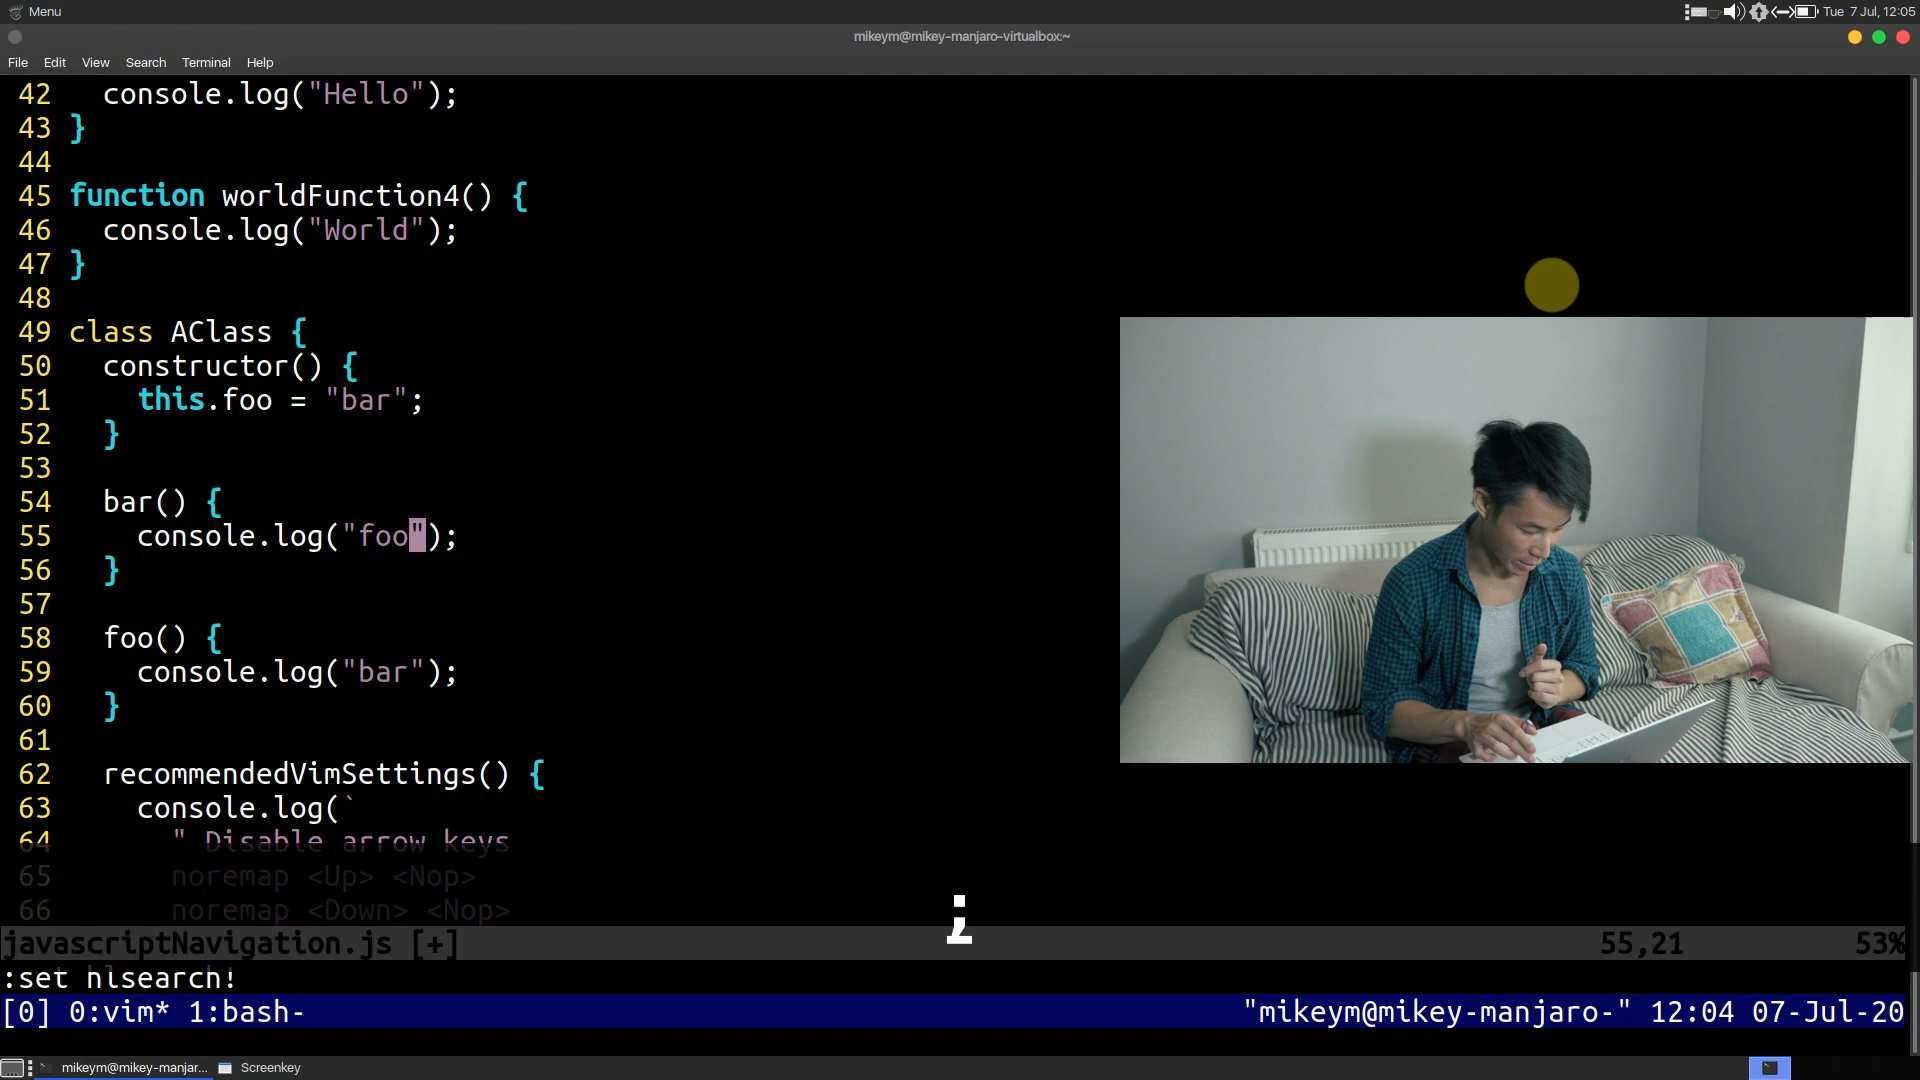 Menu
Tue 7 Jul, 12:05
mikeym@mikey-manjaro-virtualbox:~
File Edit View Search Terminal Help
42 console.log("Hello");
43 }
44
45 function worldFunction4() {
46 console.log("World");
47 }
48
49 class AClass {
50 constructor() {
51 this.foo = "bar";
52 }
53
54 bar() {
55 console.log("foo");
56 }
57
58 foo() {
59 console.log("bar");
60 }
61
62 recommendedVimSettings() {
63 console.log(`
64 " Disable arrow keys
65 noremap <Up> <Nop>
66 noremap <Down> <Nop>
;
javascriptNavigation.js [+] 55,21 53%
:set hlsearch!
[0] 0:vim* 1:bash- "mikeym@mikey-manjaro-" 12:04 07-Jul-20
mikeym@mikey-manjar... Screenkey